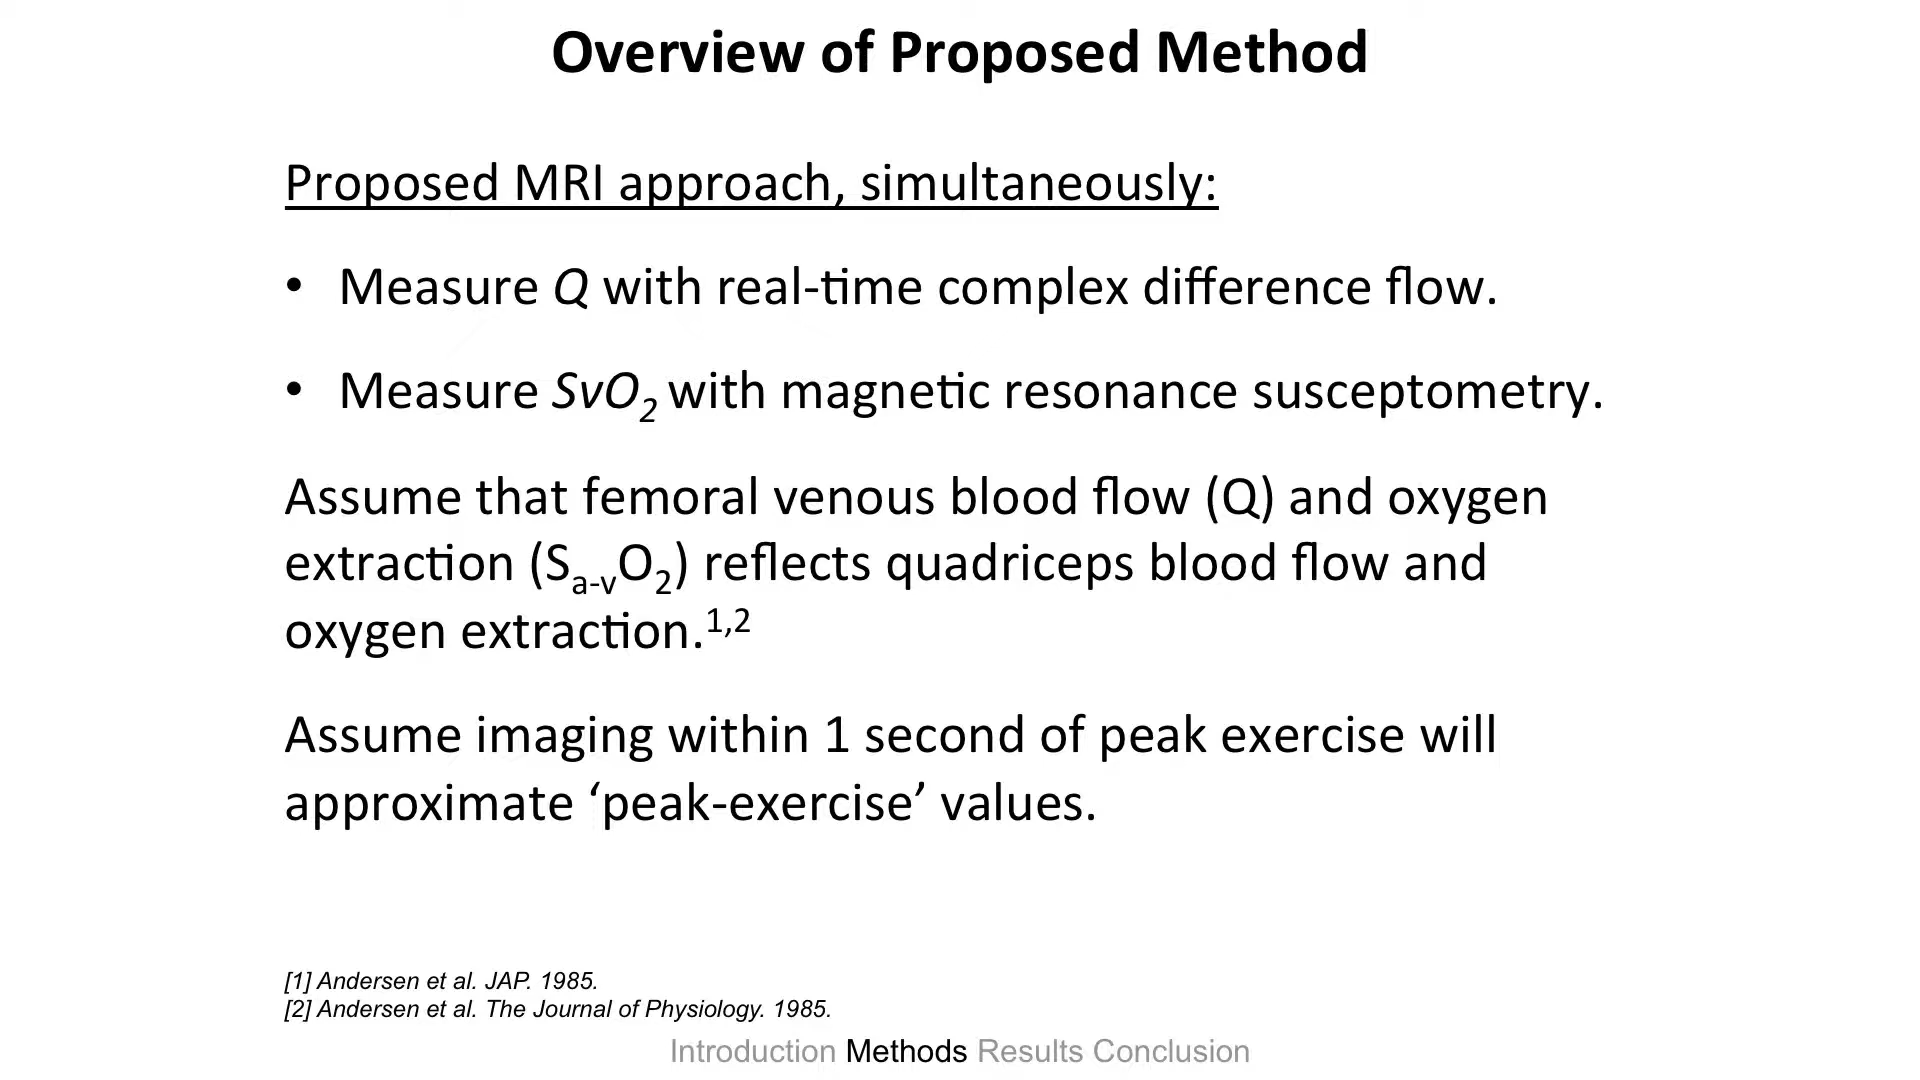 Overview of Proposed Method
Proposed MRI approach, simultaneously:
• Measure Q with real-time complex difference flow.
• Measure SvO₂ with magnetic resonance susceptometry.
Assume that femoral venous blood flow (Q) and oxygen
extraction (Sₐ₋ᵥO₂) reflects quadriceps blood flow and
oxygen extraction.¹,²
Assume imaging within 1 second of peak exercise will
approximate ‘peak-exercise’ values.
[1] Andersen et al. JAP. 1985.
[2] Andersen et al. The Journal of Physiology. 1985.
Introduction Methods Results Conclusion